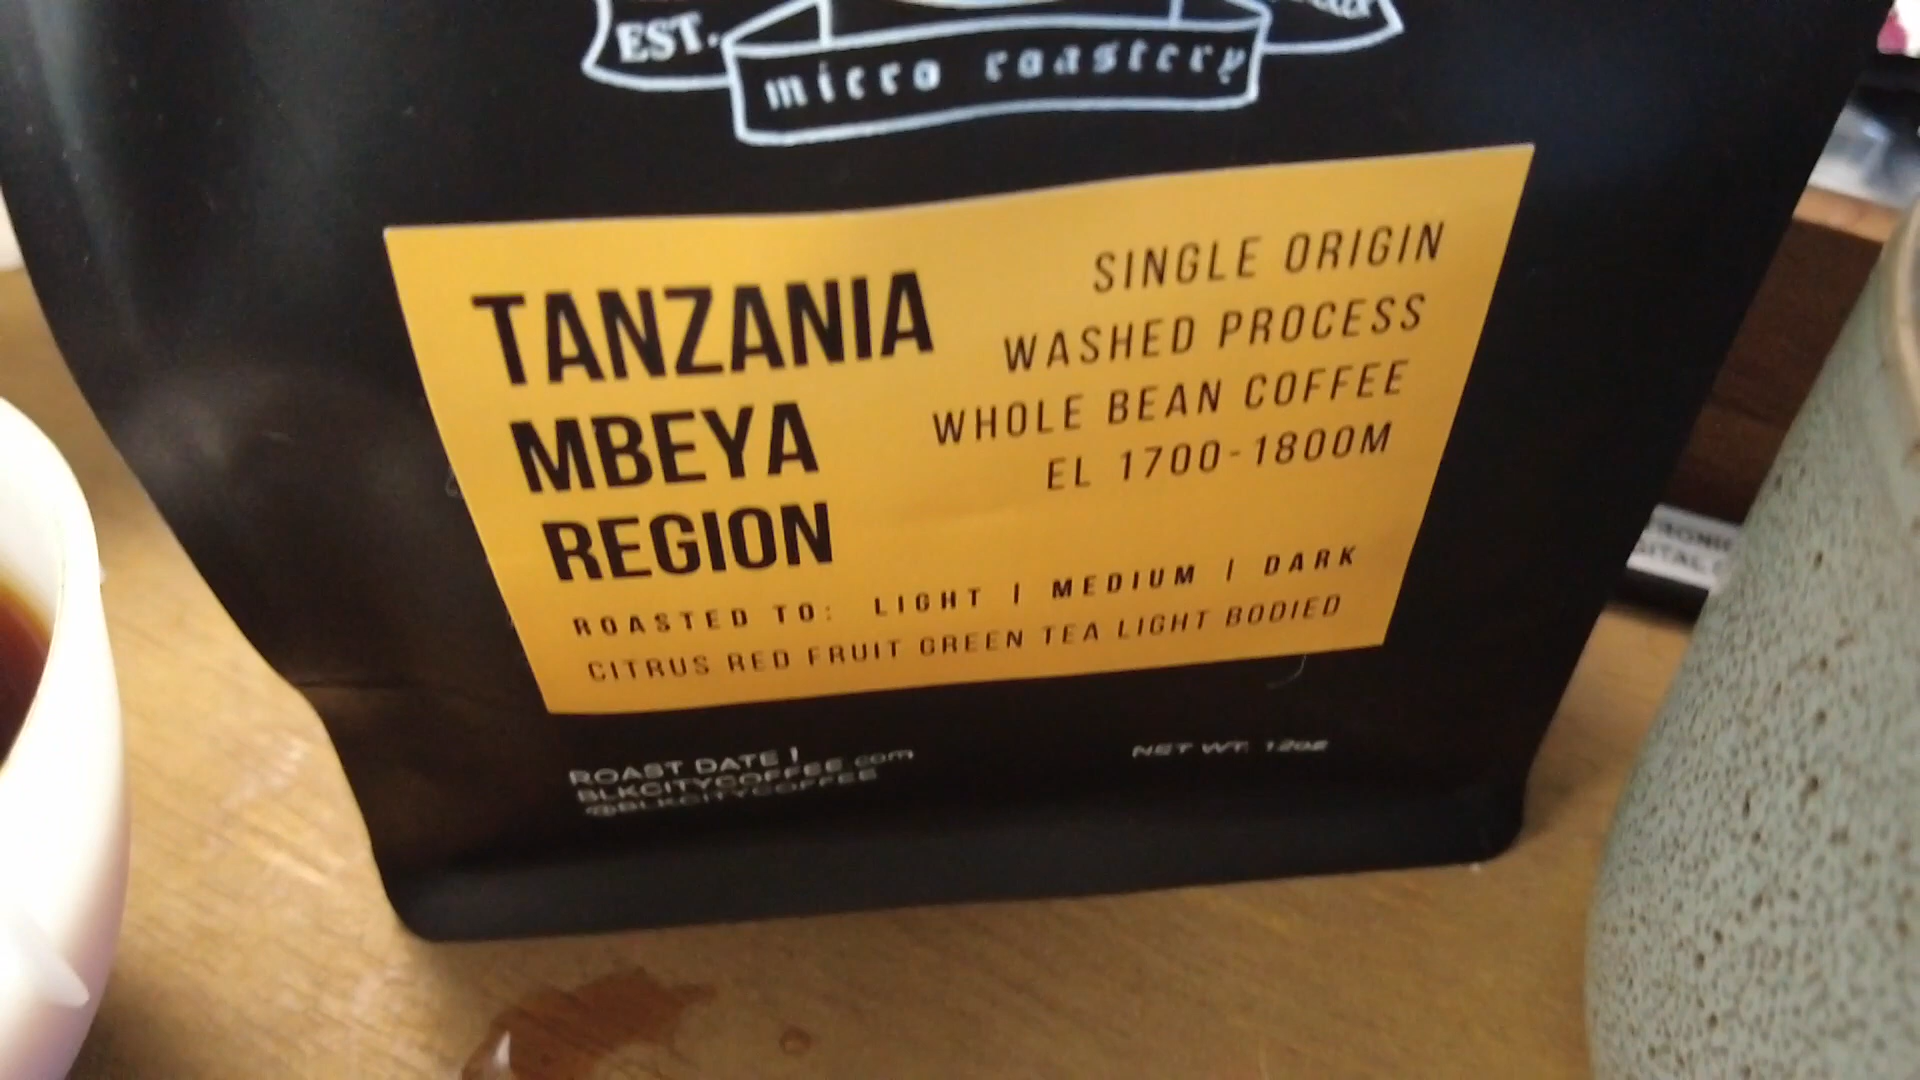 EST.
micro roastery
TANZANIA
MBEYA
REGION
SINGLE ORIGIN
WASHED PROCESS
WHOLE BEAN COFFEE
EL 1700-1800M
ROASTED TO: LIGHT | MEDIUM | DARK
CITRUS RED FRUIT GREEN TEA LIGHT BODIED
ROAST DATE |
BLKCITYCOFFEE.com
@BLKCITYCOFFEE
NET WT. 12oz